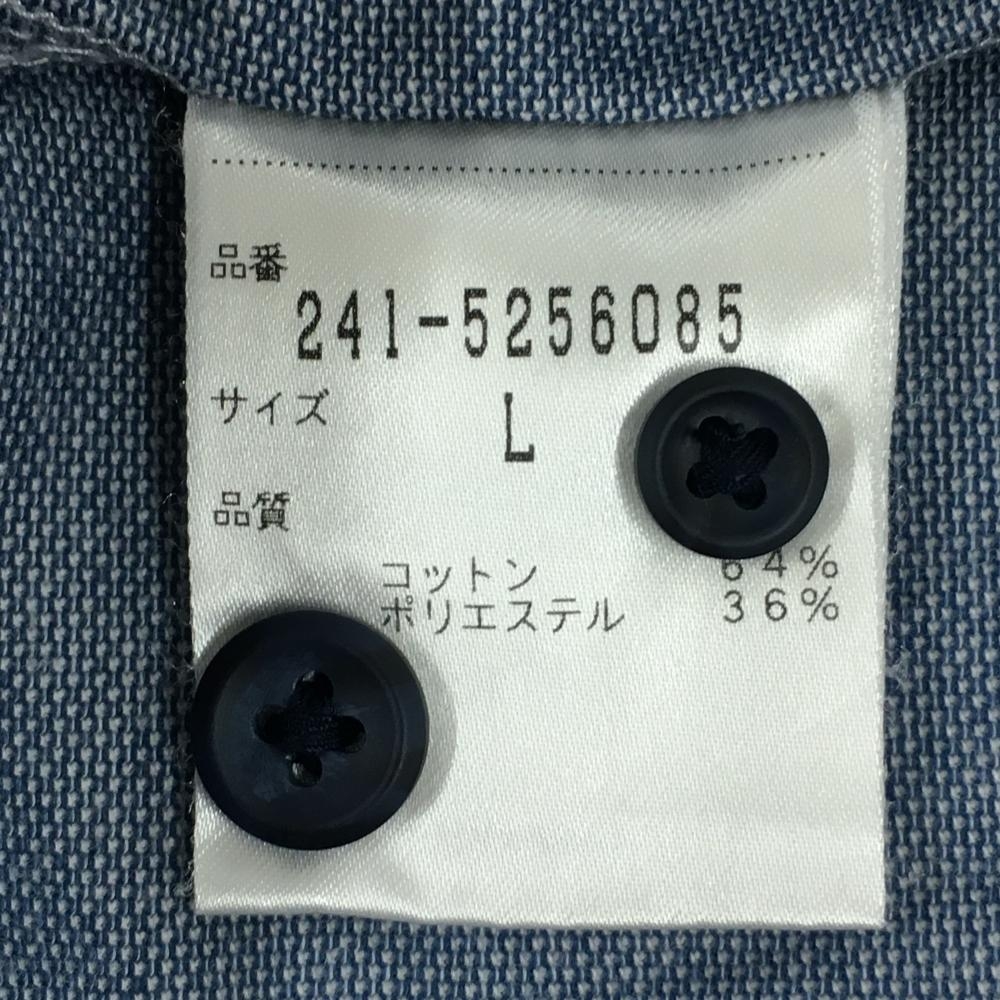 品番
241-5256085
サイズ L
品質
コットン 64%
ポリエステル 36%